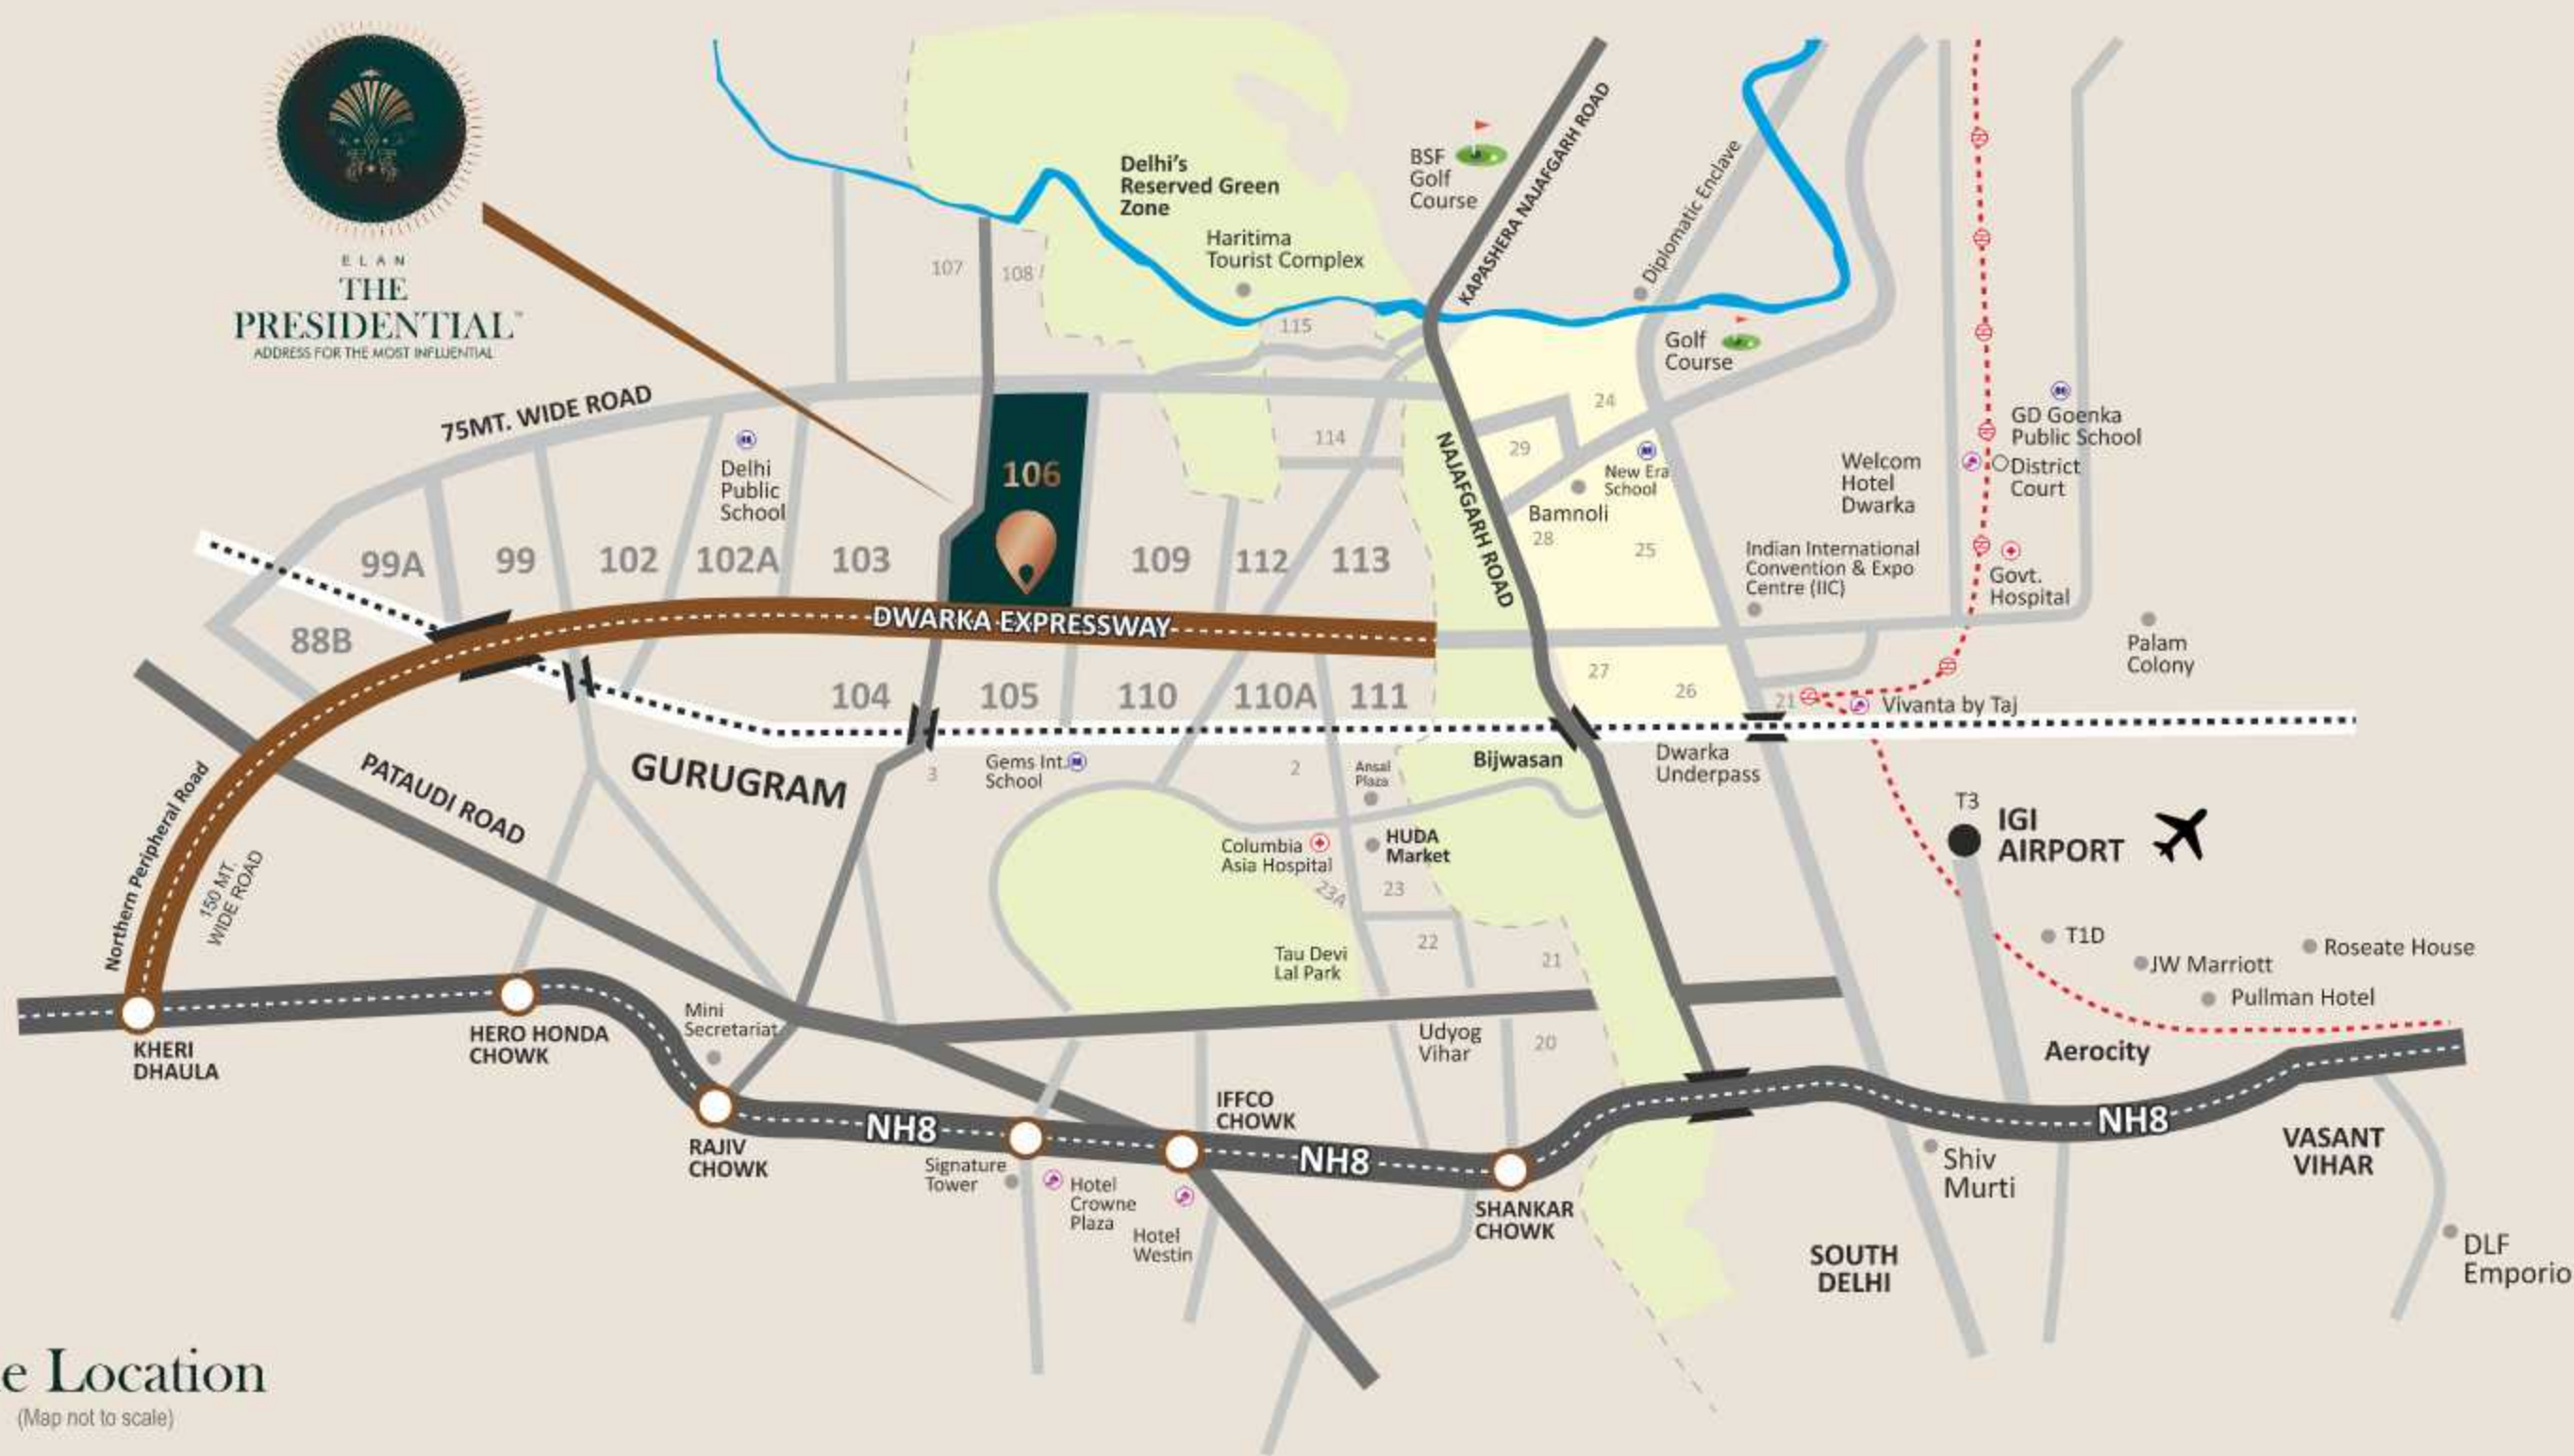 ELAN
THE
PRESIDENTIAL™
ADDRESS FOR THE MOST INFLUENTIAL
Delhi's
Reserved Green
Zone
Haritima
Tourist Complex
BSF
Golf
Course
KAPASHERA NAJAFGARH ROAD
Diplomatic Enclave
107
108
115
Golf
Course
75MT. WIDE ROAD
Delhi
Public
School
106
114
NAJAFGARH ROAD
24
29
New Era
School
Bamnoli
28
25
Welcom
Hotel
Dwarka
GD Goenka
Public School
District
Court
Indian International
Convention & Expo
Centre (IIC)
Govt.
Hospital
Palam
Colony
99A
99
102
102A
103
109
112
113
88B
DWARKA EXPRESSWAY
104
105
110
110A
111
27
26
21
Vivanta by Taj
Northern Peripheral Road
150 MT.
WIDE ROAD
PATAUDI ROAD
GURUGRAM
3
Gems Int.
School
2
Ansal
Plaza
Bijwasan
Dwarka
Underpass
Columbia
Asia Hospital
HUDA
Market
23A
23
22
21
Tau Devi
Lal Park
T3
IGI
AIRPORT
T1D
JW Marriott
Roseate House
Pullman Hotel
Aerocity
KHERI
DHAULA
HERO HONDA
CHOWK
Mini
Secretariat
RAJIV
CHOWK
NH8
Signature
Tower
Hotel
Crowne
Plaza
Hotel
Westin
IFFCO
CHOWK
NH8
Udyog
Vihar
20
SHANKAR
CHOWK
NH8
Shiv
Murti
VASANT
VIHAR
SOUTH
DELHI
DLF
Emporio
e Location
(Map not to scale)